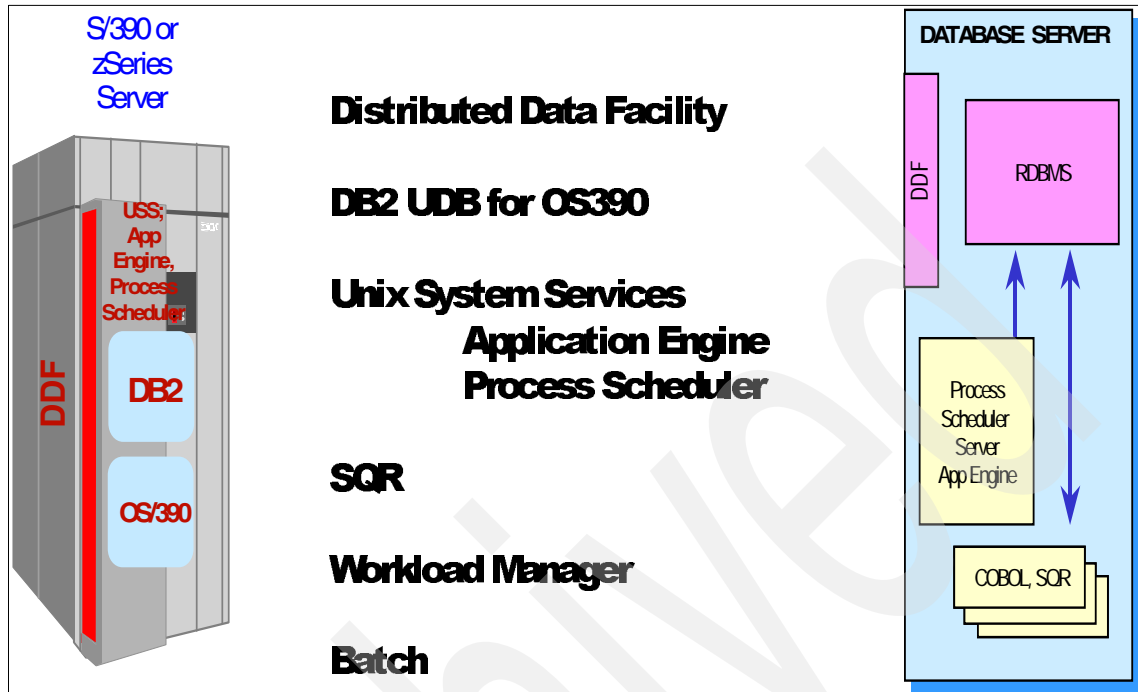 S/390 or
zSeries
Server
USS;
App
Engine,
Process
Scheduler
DDF
DB2
OS/390
Distributed Data Facility
DB2 UDB for OS390
Unix System Services
Application Engine
Process Scheduler
SQR
Workload Manager
Batch
DATABASE SERVER
DDF
RDBMS
Process
Scheduler
Server
App Engine
COBOL, SQR